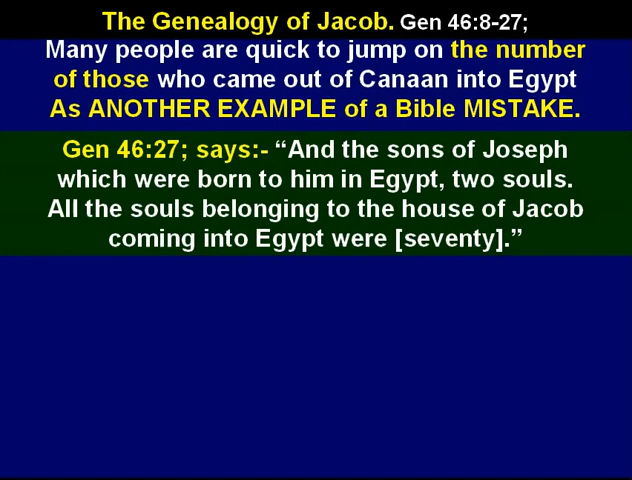 The Genealogy of Jacob. Gen 46:8-27;
Many people are quick to jump on the number
of those who came out of Canaan into Egypt
As ANOTHER EXAMPLE of a Bible MISTAKE.
Gen 46:27; says:- “And the sons of Joseph
which were born to him in Egypt, two souls.
All the souls belonging to the house of Jacob
coming into Egypt were [seventy].”